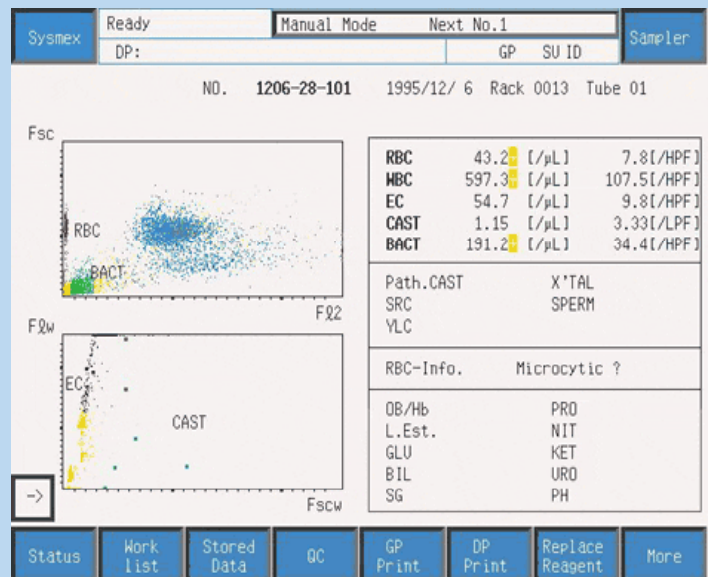 Sysmex
Ready
Manual Mode Next No.1
Sampler
DP:
GP SU ID
NO. 1206-28-101 1995/12/ 6 Rack 0013 Tube 01
Fsc
RBC
BACT
Fℓ2
RBC 43.2+ [/µL] 7.8[/HPF]
WBC 597.3+ [/µL] 107.5[/HPF]
EC 54.7 [/µL] 9.8[/HPF]
CAST 1.15 [/µL] 3.33[/LPF]
BACT 191.2+ [/µL] 34.4[/HPF]
Path.CAST X'TAL
SRC SPERM
YLC
Fℓw
EC
CAST
Fscw
RBC-Info. Microcytic ?
OB/Hb PRO
L.Est. NIT
GLU KET
BIL URO
SG PH
->
Status
Work
list
Stored
Data
QC
GP
Print
DP
Print
Replace
Reagent
More